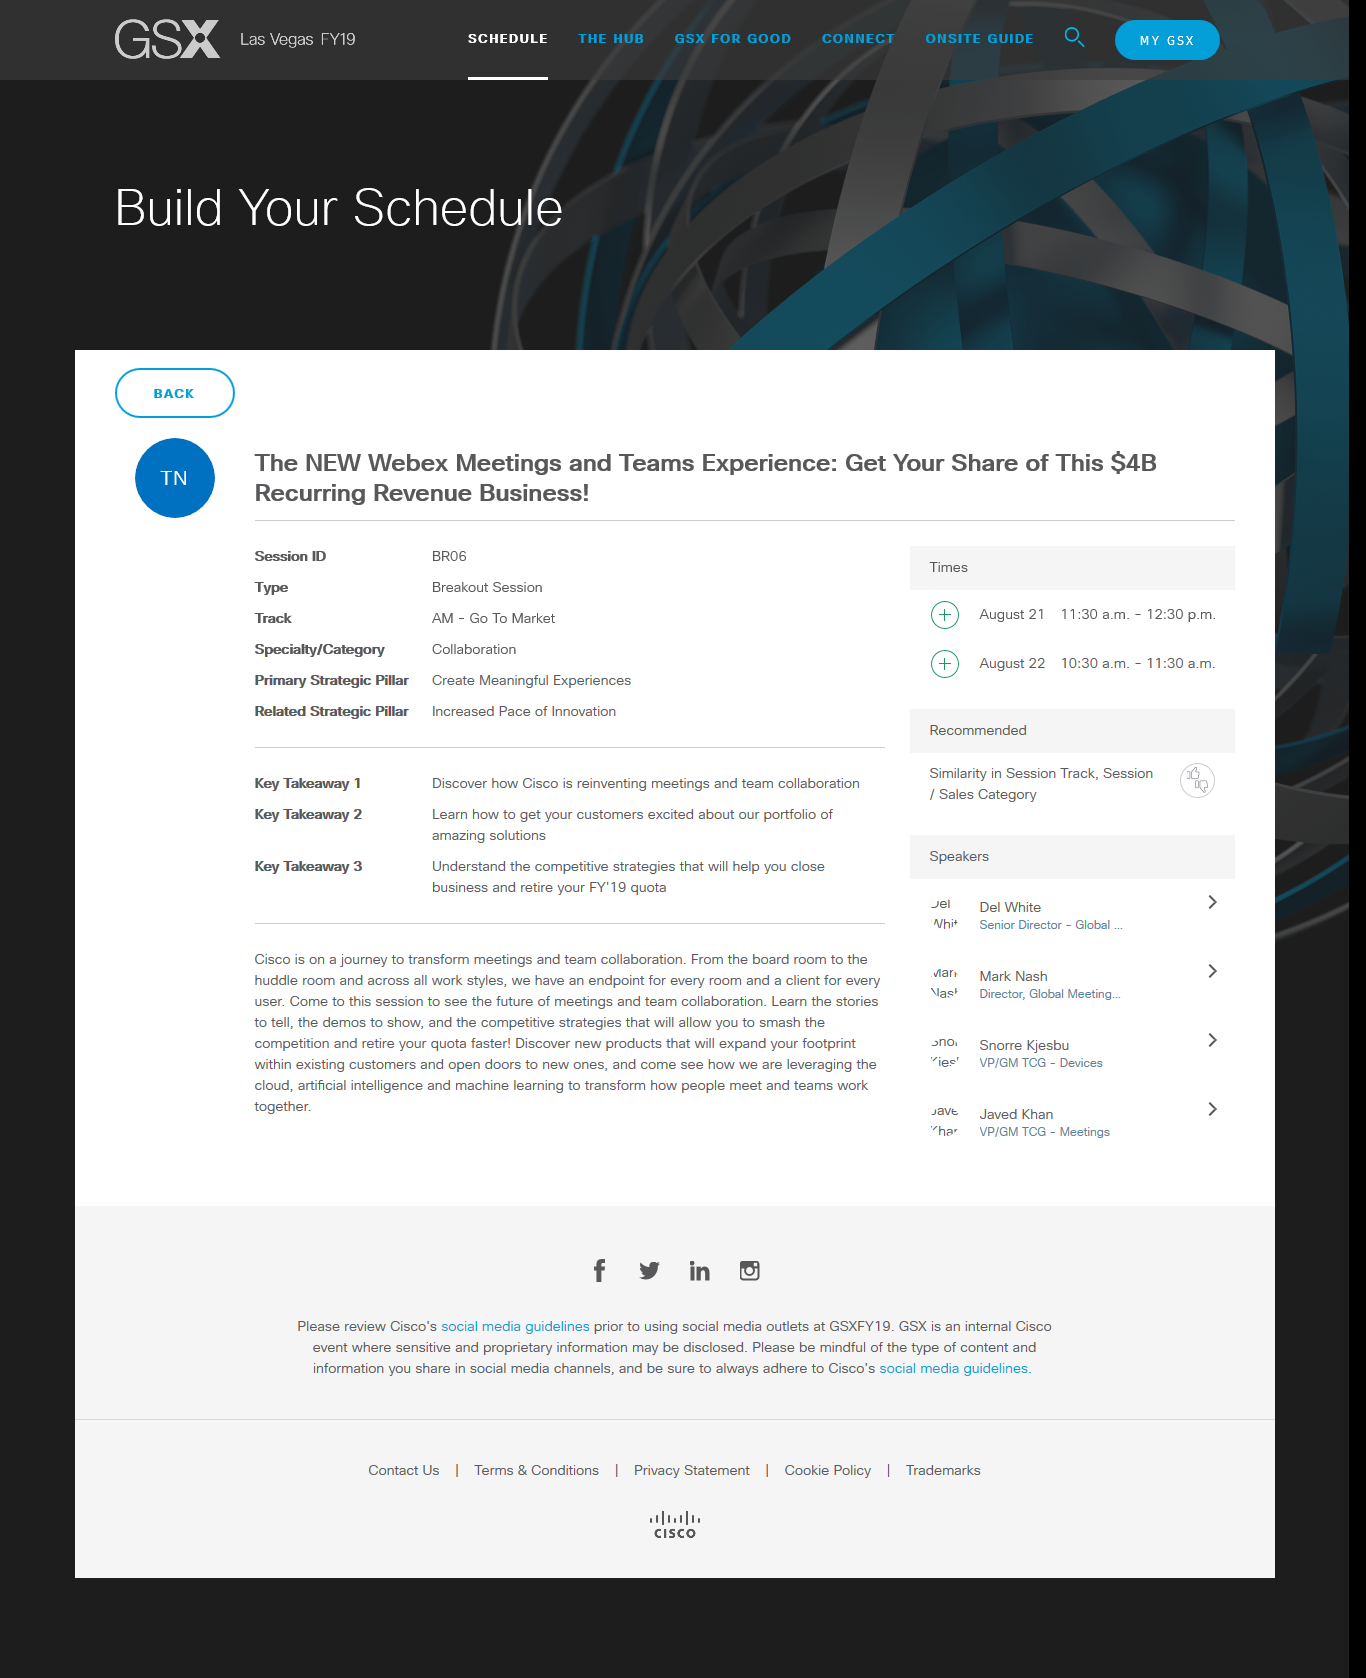 GSX Las Vegas FY19
SCHEDULE THE HUB GSX FOR GOOD CONNECT ONSITE GUIDE MY GSX
Build Your Schedule
BACK
TN
The NEW Webex Meetings and Teams Experience: Get Your Share of This $4B
Recurring Revenue Business!
Session ID BR06
Type Breakout Session
Track AM - Go To Market
Specialty/Category Collaboration
Primary Strategic Pillar Create Meaningful Experiences
Related Strategic Pillar Increased Pace of Innovation
Key Takeaway 1 Discover how Cisco is reinventing meetings and team collaboration
Key Takeaway 2 Learn how to get your customers excited about our portfolio of
amazing solutions
Key Takeaway 3 Understand the competitive strategies that will help you close
business and retire your FY'19 quota
Cisco is on a journey to transform meetings and team collaboration. From the board room to the
huddle room and across all work styles, we have an endpoint for every room and a client for every
user. Come to this session to see the future of meetings and team collaboration. Learn the stories
to tell, the demos to show, and the competitive strategies that will allow you to smash the
competition and retire your quota faster! Discover new products that will expand your footprint
within existing customers and open doors to new ones, and come see how we are leveraging the
cloud, artificial intelligence and machine learning to transform how people meet and teams work
together.
Times
August 21 11:30 a.m. - 12:30 p.m.
August 22 10:30 a.m. - 11:30 a.m.
Recommended
Similarity in Session Track, Session
/ Sales Category
Speakers
Del White
Senior Director - Global ...
Mark Nash
Director, Global Meeting...
Snorre Kjesbu
VP/GM TCG - Devices
Javed Khan
VP/GM TCG - Meetings
Please review Cisco's social media guidelines prior to using social media outlets at GSXFY19. GSX is an internal Cisco
event where sensitive and proprietary information may be disclosed. Please be mindful of the type of content and
information you share in social media channels, and be sure to always adhere to Cisco's social media guidelines.
Contact Us | Terms & Conditions | Privacy Statement | Cookie Policy | Trademarks
CISCO